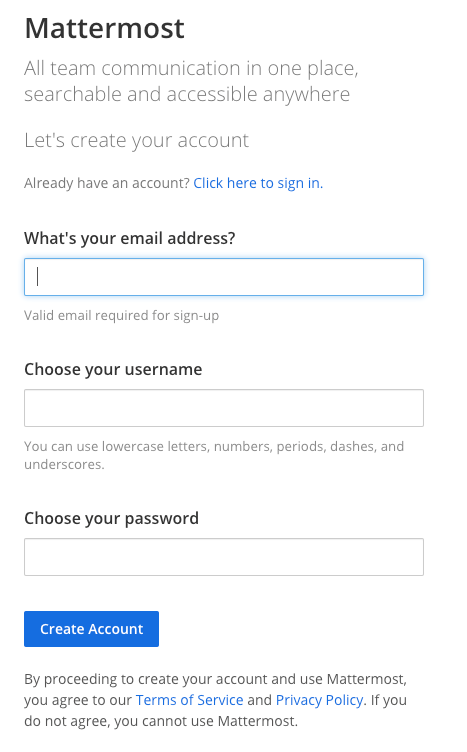 Mattermost
All team communication in one place,
searchable and accessible anywhere
Let's create your account
Already have an account? Click here to sign in.
What's your email address?
Valid email required for sign-up
Choose your username
You can use lowercase letters, numbers, periods, dashes, and
underscores.
Choose your password
Create Account
By proceeding to create your account and use Mattermost,
you agree to our Terms of Service and Privacy Policy. If you
do not agree, you cannot use Mattermost.